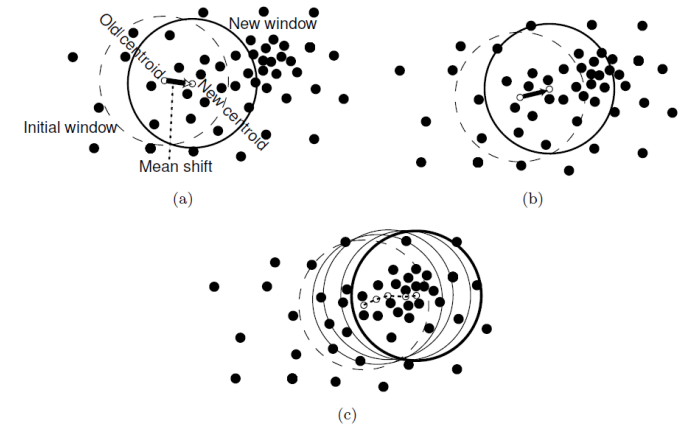 New window
Old centroid
New centroid
Initial window
Mean shift
(a)
(b)
(c)